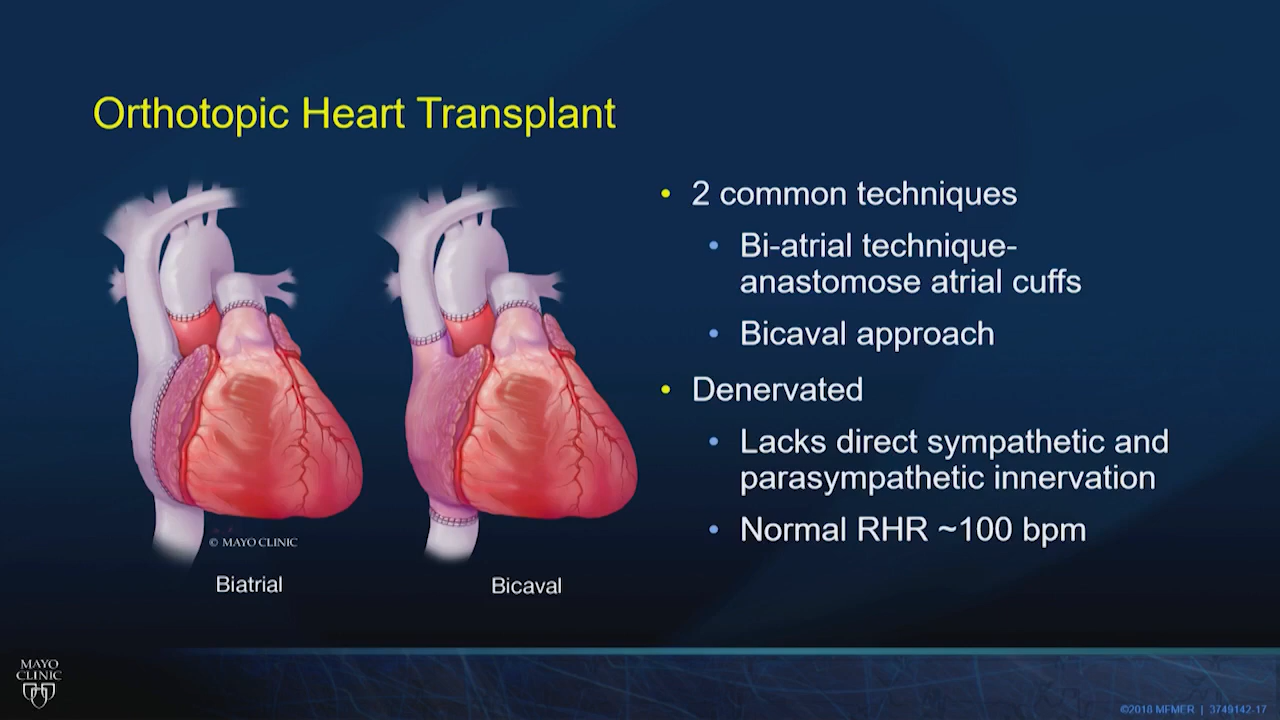 Orthotopic Heart Transplant
• 2 common techniques
• Bi-atrial technique-
anastomose atrial cuffs
• Bicaval approach
• Denervated
• Lacks direct sympathetic and
parasympathetic innervation
• Normal RHR ~100 bpm
© MAYO CLINIC
Biatrial
Bicaval
MAYO
CLINIC
©2018 MFMER | 3749142-17